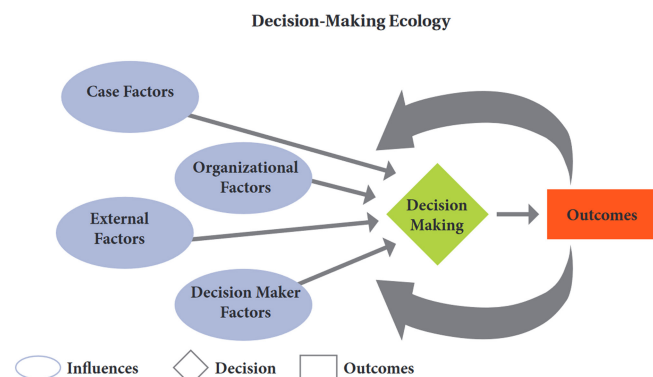 Decision-Making Ecology
Case Factors
Organizational
Factors
External
Factors
Decision Maker
Factors
Decision
Making
Outcomes
Influences
Decision
Outcomes